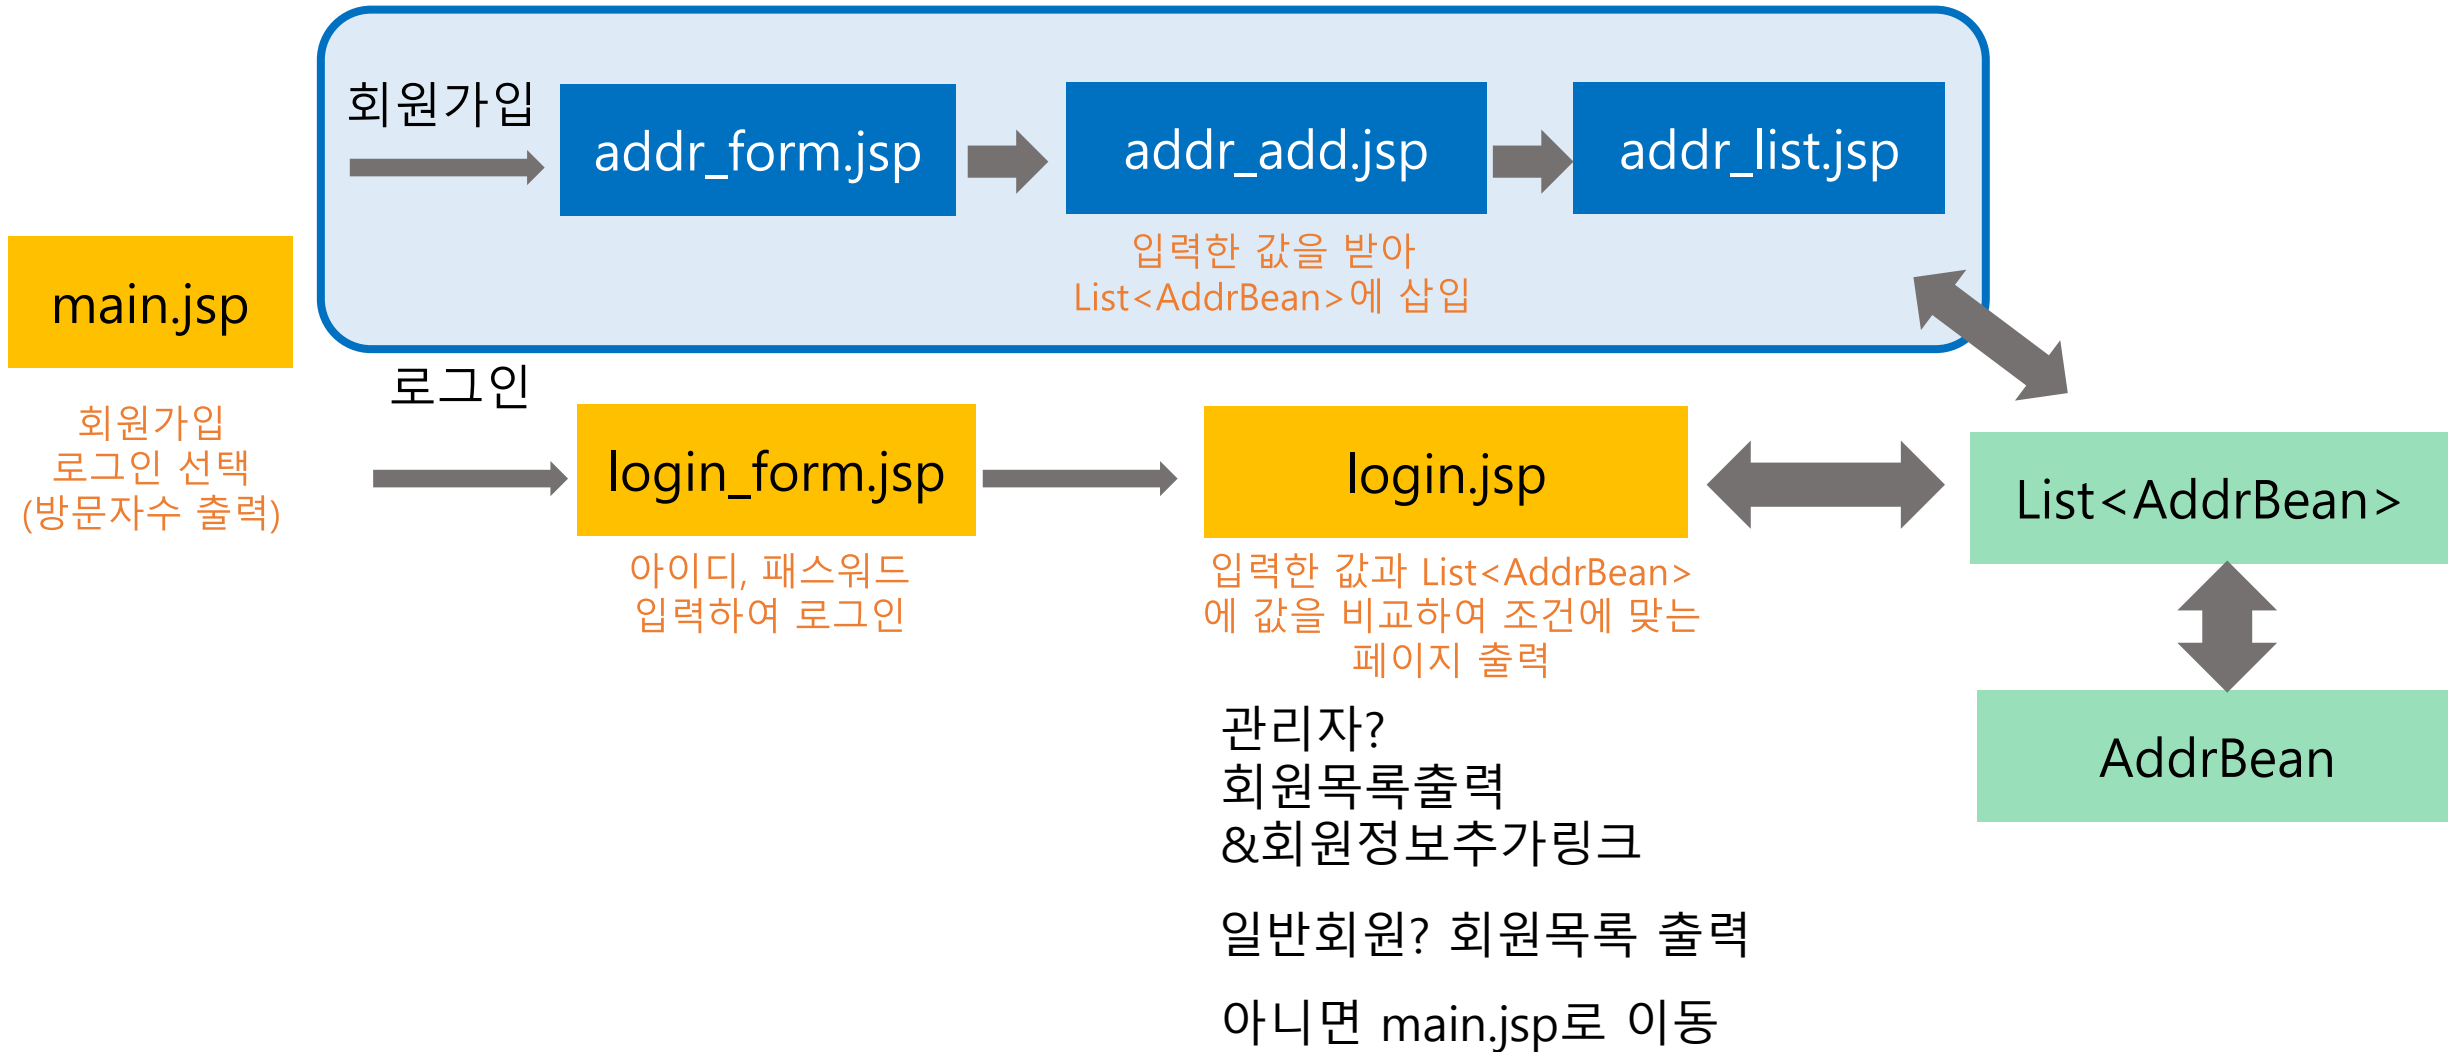 회원가입
addr_form.jsp
addr_add.jsp
addr_list.jsp
입력한 값을 받아
List<AddrBean>에 삽입
main.jsp
회원가입
로그인 선택
(방문자수 출력)
로그인
login_form.jsp
아이디, 패스워드
입력하여 로그인
login.jsp
입력한 값과 List<AddrBean>
에 값을 비교하여 조건에 맞는
페이지 출력
List<AddrBean>
AddrBean
관리자?
회원목록출력
&회원정보추가링크
일반회원? 회원목록 출력
아니면 main.jsp로 이동